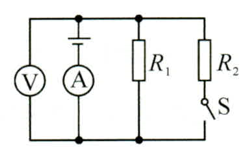 V A R₁ R₂ S